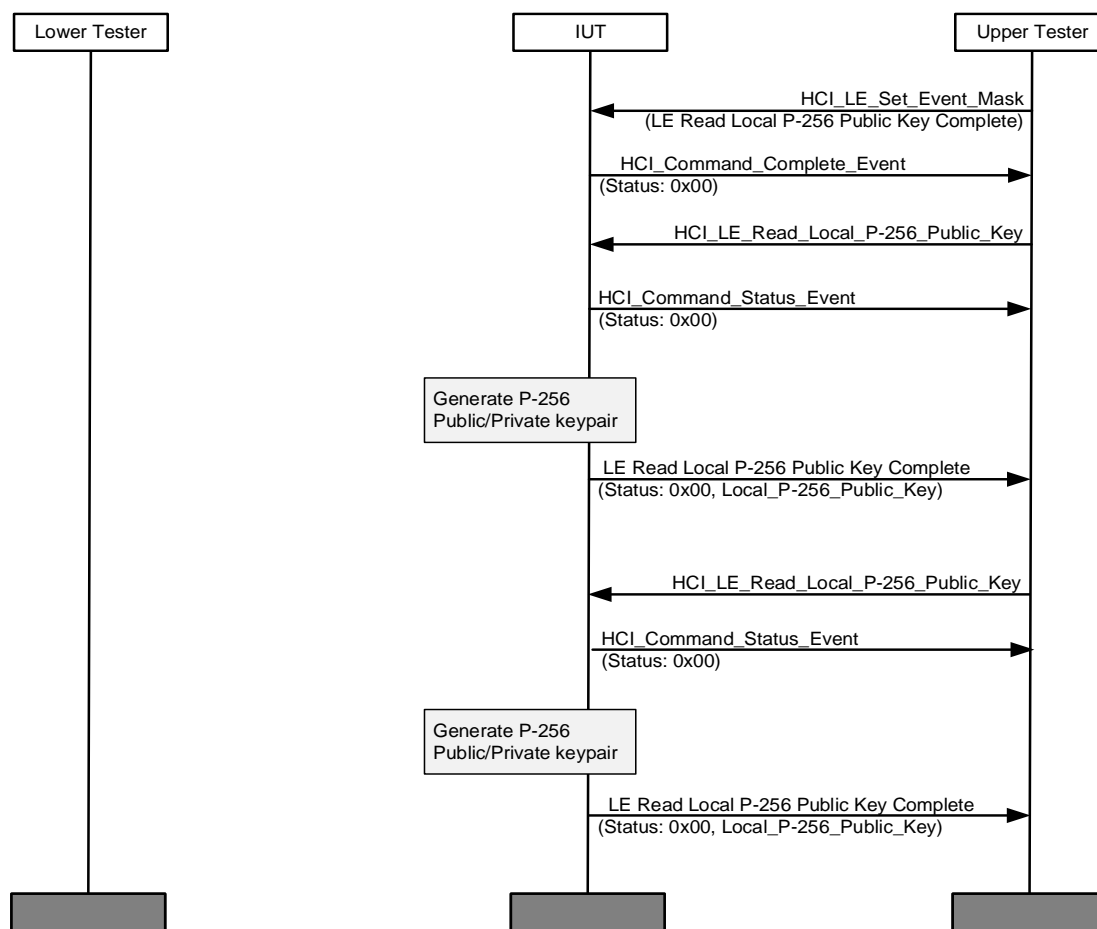 Lower Tester
IUT
Upper Tester
HCI_LE_Set_Event_Mask
(LE Read Local P-256 Public Key Complete)
HCI_Command_Complete_Event
(Status: 0x00)
HCI_LE_Read_Local_P-256_Public_Key
HCI_Command_Status_Event
(Status: 0x00)
Generate P-256
Public/Private keypair
LE Read Local P-256 Public Key Complete
(Status: 0x00, Local_P-256_Public_Key)
HCI_LE_Read_Local_P-256_Public_Key
HCI_Command_Status_Event
(Status: 0x00)
Generate P-256
Public/Private keypair
LE Read Local P-256 Public Key Complete
(Status: 0x00, Local_P-256_Public_Key)